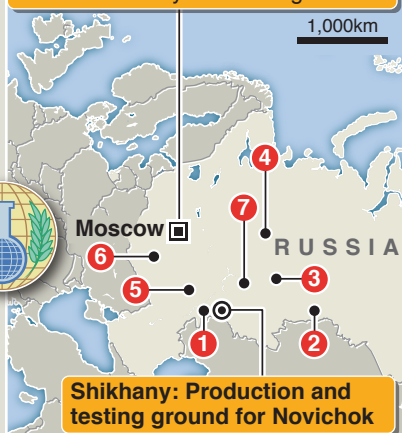 1,000km
4
7
Moscow
6
RUSSIA
3
5
1
2
Shikhany: Production and
testing ground for Novichok